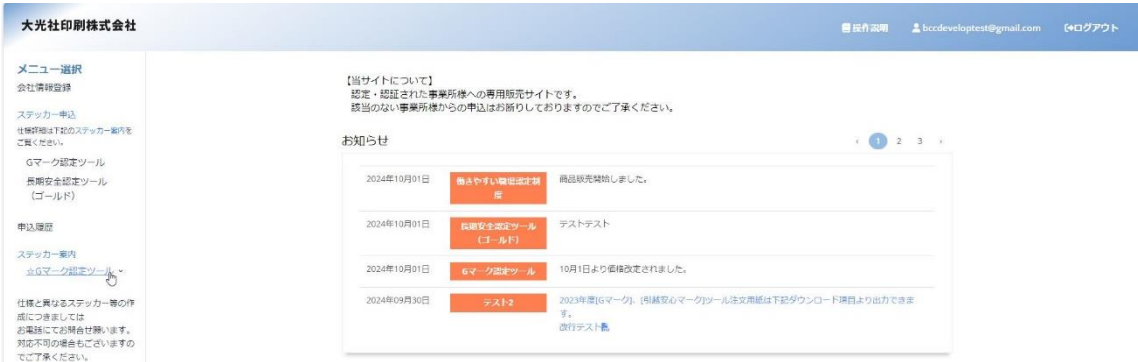 大光社印刷株式会社
操作説明
bccdeveloptest@gmail.com
ログアウト
メニュー選択
会社情報登録
ステッカー申込
仕様詳細は下記のステッカー案内を
ご覧ください。
Gマーク認定ツール
長期安全認定ツール
（ゴールド）
申込履歴
ステッカー案内
☆Gマーク認定ツール
仕様と異なるステッカー等の作
成につきましては
お電話にてお問合せ願います。
対応不可の場合もございますの
でご了承ください。
【当サイトについて】
認定・認証された事業所様への専用販売サイトです。
該当のない事業所様からの申込はお断りしておりますのでご了承ください。
お知らせ
‹ 1 2 3 ›
2024年10月01日
働きやすい職場認定制
度
商品販売開始しました。
2024年10月01日
長期安全認定ツール
（ゴールド）
テストテスト
2024年10月01日
Gマーク認定ツール
10月1日より価格改定されました。
2024年09月30日
テスト2
2023年度[Gマーク]、[引越安心マーク]ツール注文用紙は下記ダウンロード項目より出力できま
す。
改行テスト